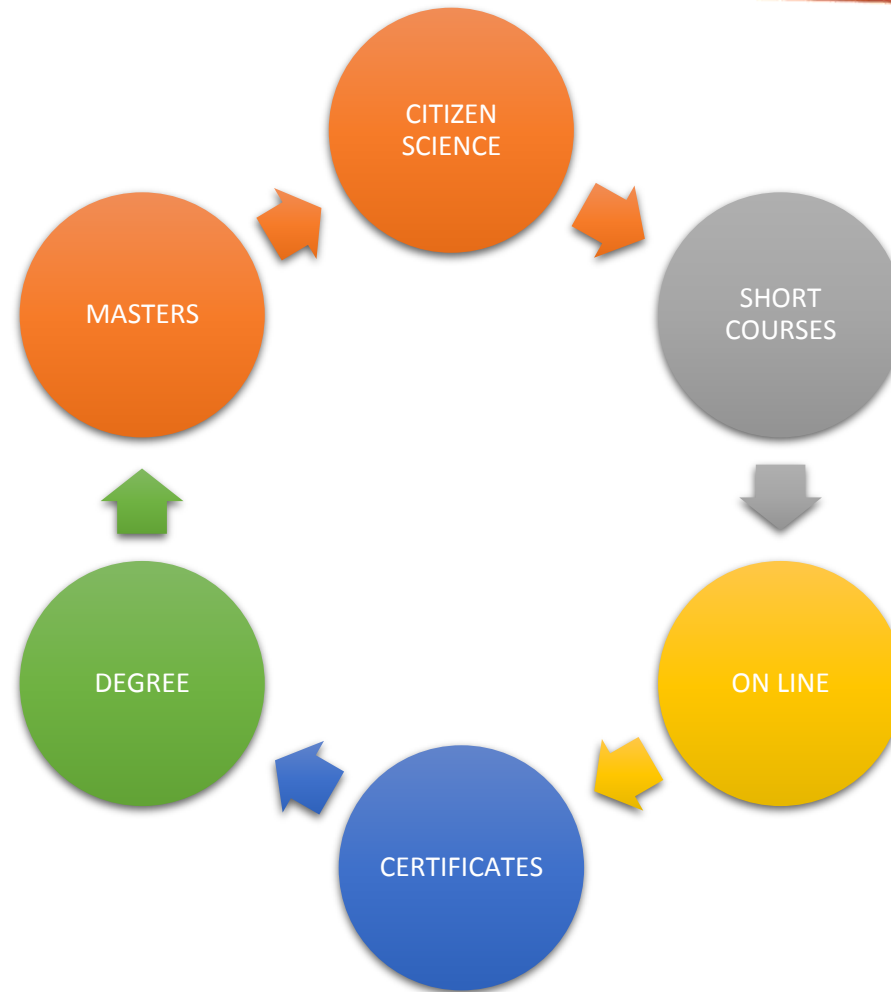 CITIZEN
SCIENCE
SHORT
COURSES
ON LINE
CERTIFICATES
DEGREE
MASTERS